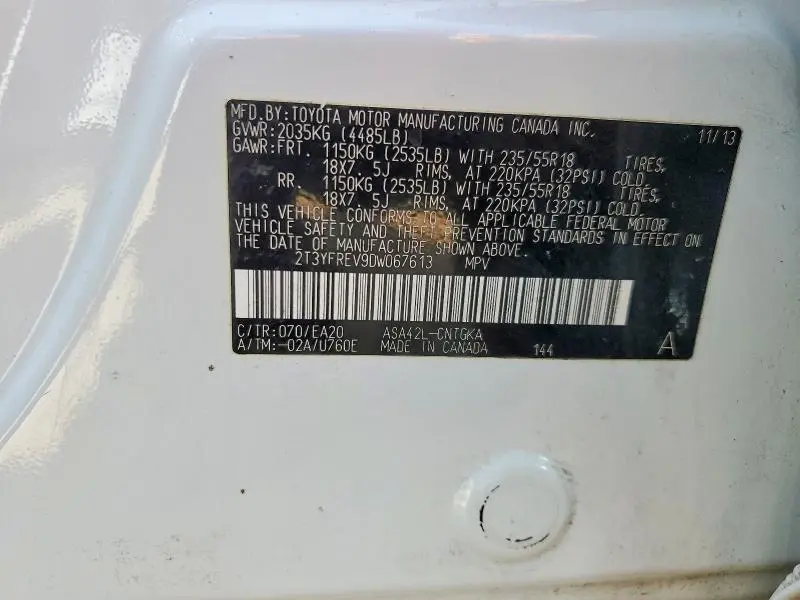 MFD.BY:TOYOTA MOTOR MANUFACTURING CANADA INC. 11/13
GVWR:2035KG (4485LB)
GAWR:FRT. 1150KG (2535LB) WITH 235/55R18 TIRES,
18X7.5J RIMS, AT 220KPA (32PSI) COLD.
RR. 1150KG (2535LB) WITH 235/55R18 TIRES,
18X7.5J RIMS, AT 220KPA (32PSI) COLD.
THIS VEHICLE CONFORMS TO ALL APPLICABLE FEDERAL MOTOR
VEHICLE SAFETY AND THEFT PREVENTION STANDARDS IN EFFECT ON
THE DATE OF MANUFACTURE SHOWN ABOVE.
2T3YFREV9DW067613 MPV
C/TR:070/EA20 ASA42L-CNTGKA
A/TM:-02A/U760E MADE IN CANADA 144 A